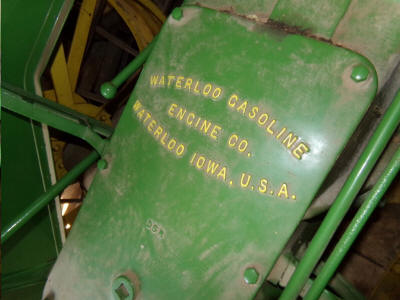 WATERLOO GASOLINE
ENGINE CO.
WATERLOO IOWA, U.S.A.